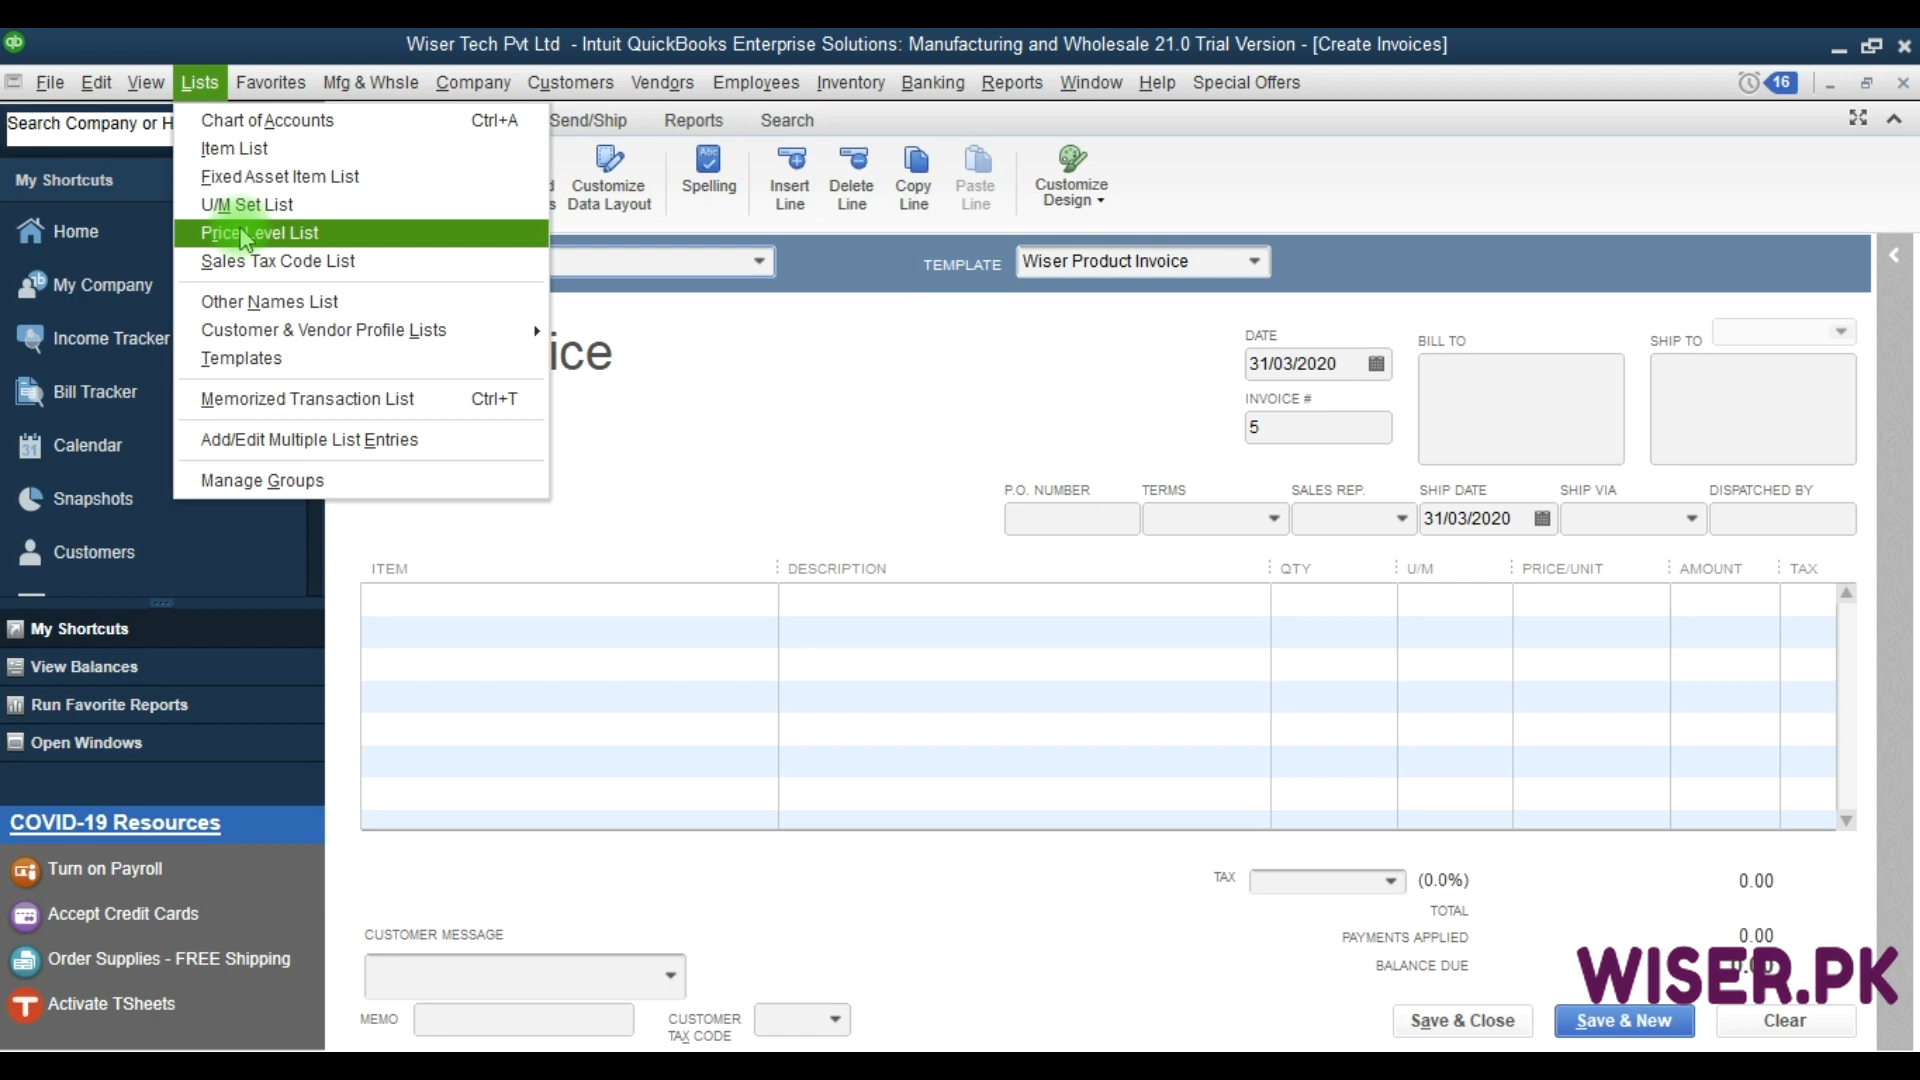 Wiser Tech Pvt Ltd - Intuit QuickBooks Enterprise Solutions: Manufacturing and Wholesale 21.0 Trial Version - [Create Invoices]
File Edit View Lists Favorites Mfg & Whsle Company Customers Vendors Employees Inventory Banking Reports Window Help Special Offers 16
Search Company or H
Chart of Accounts Ctrl+A
Item List
Fixed Asset Item List
U/M Set List
Price Level List
Sales Tax Code List
Other Names List
Customer & Vendor Profile Lists
Templates
Memorized Transaction List Ctrl+T
Add/Edit Multiple List Entries
Manage Groups
Send/Ship Reports Search
Customize Data Layout
Spelling
Insert Line
Delete Line
Copy Line
Paste Line
Customize Design
My Shortcuts
Home
My Company
Income Tracker
Bill Tracker
Calendar
31
Snapshots
Customers
My Shortcuts
View Balances
Run Favorite Reports
Open Windows
COVID-19 Resources
Turn on Payroll
Accept Credit Cards
Order Supplies - FREE Shipping
Activate TSheets
TEMPLATE Wiser Product Invoice
ice
DATE
31/03/2020
INVOICE #
5
BILL TO
SHIP TO
P.O. NUMBER TERMS SALES REP. SHIP DATE SHIP VIA DISPATCHED BY
31/03/2020
ITEM DESCRIPTION QTY U/M PRICE/UNIT AMOUNT TAX
TAX (0.0%) 0.00
TOTAL
PAYMENTS APPLIED 0.00
BALANCE DUE 0.00
CUSTOMER MESSAGE
MEMO
CUSTOMER TAX CODE
WISER.PK
Save & Close Save & New Clear